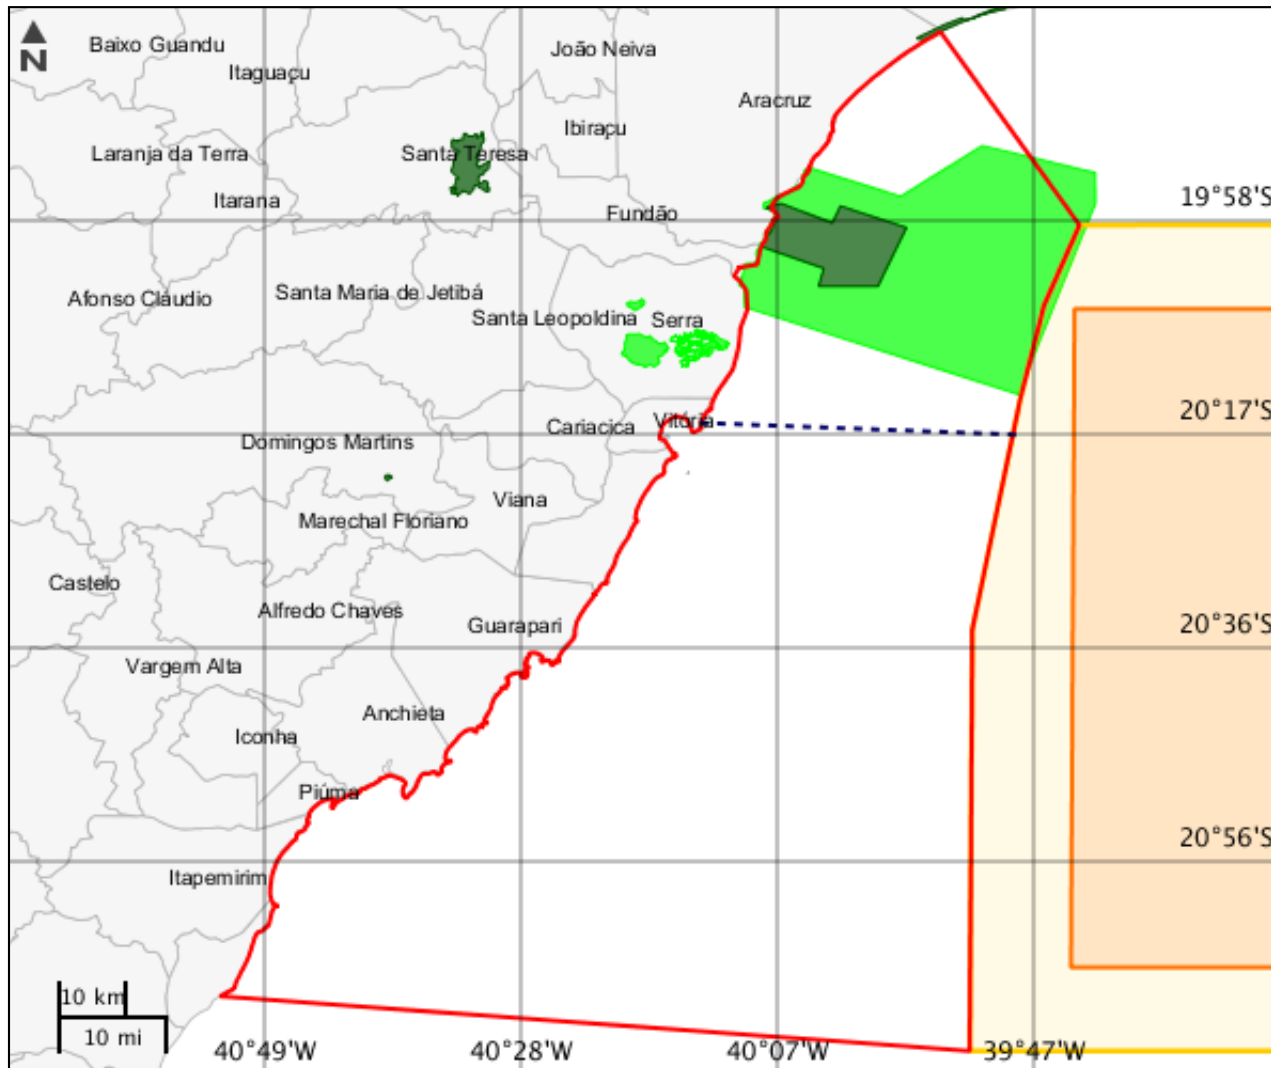 N
Baixo Guandu
João Neiva
Itaguaçu
Aracruz
Ibiraçu
Laranja da Terra
Santa Teresa
Itarana
19°58'S
Fundão
Afonso Cláudio
Santa Maria de Jetibá
Santa Leopoldina
Serra
20°17'S
Vitória
Cariacica
Domingos Martins
Viana
Marechal Floriano
Castelo
Alfredo Chaves
Guarapari
20°36'S
Vargem Alta
Anchieta
Iconha
Piúma
20°56'S
Itapemirim
10 km
10 mi
40°49'W
40°28'W
40°07'W
39°47'W